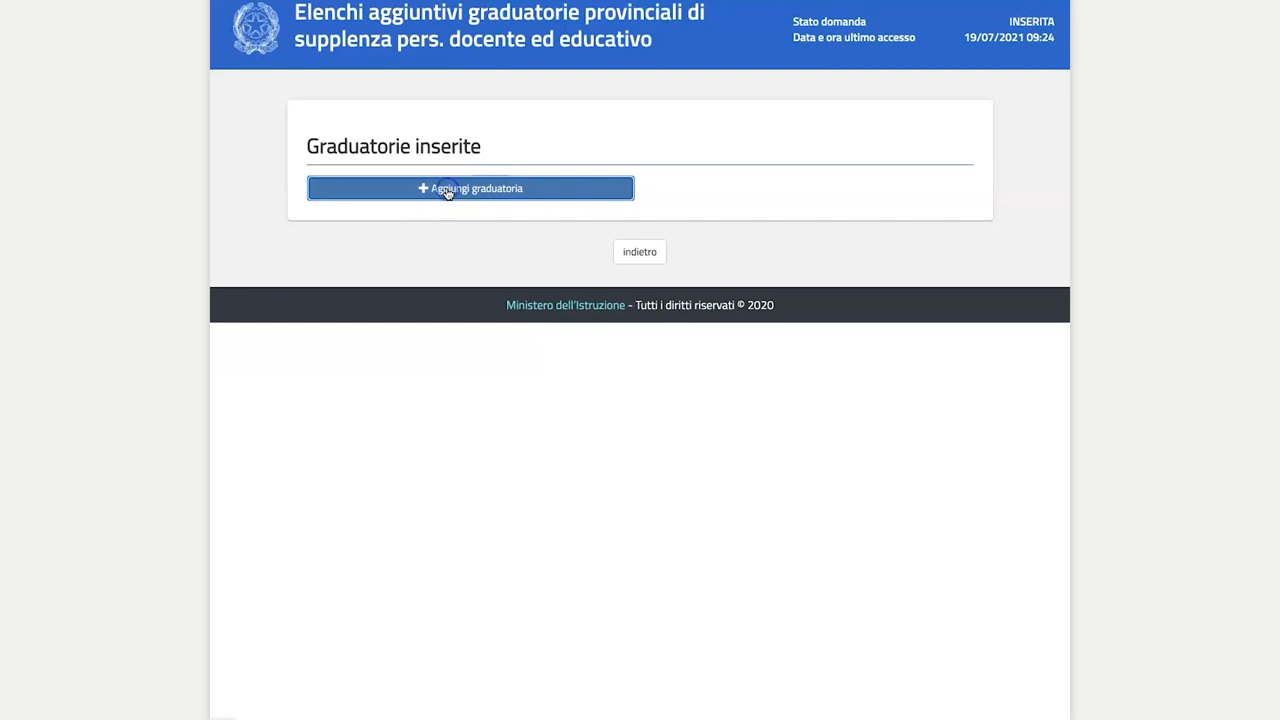 Elenchi aggiuntivi graduatorie provinciali di
supplenza pers. docente ed educativo
Stato domanda INSERITA
Data e ora ultimo accesso 19/07/2021 09:24
Graduatorie inserite
Aggiungi graduatoria
indietro
Ministero dell'Istruzione - Tutti i diritti riservati © 2020